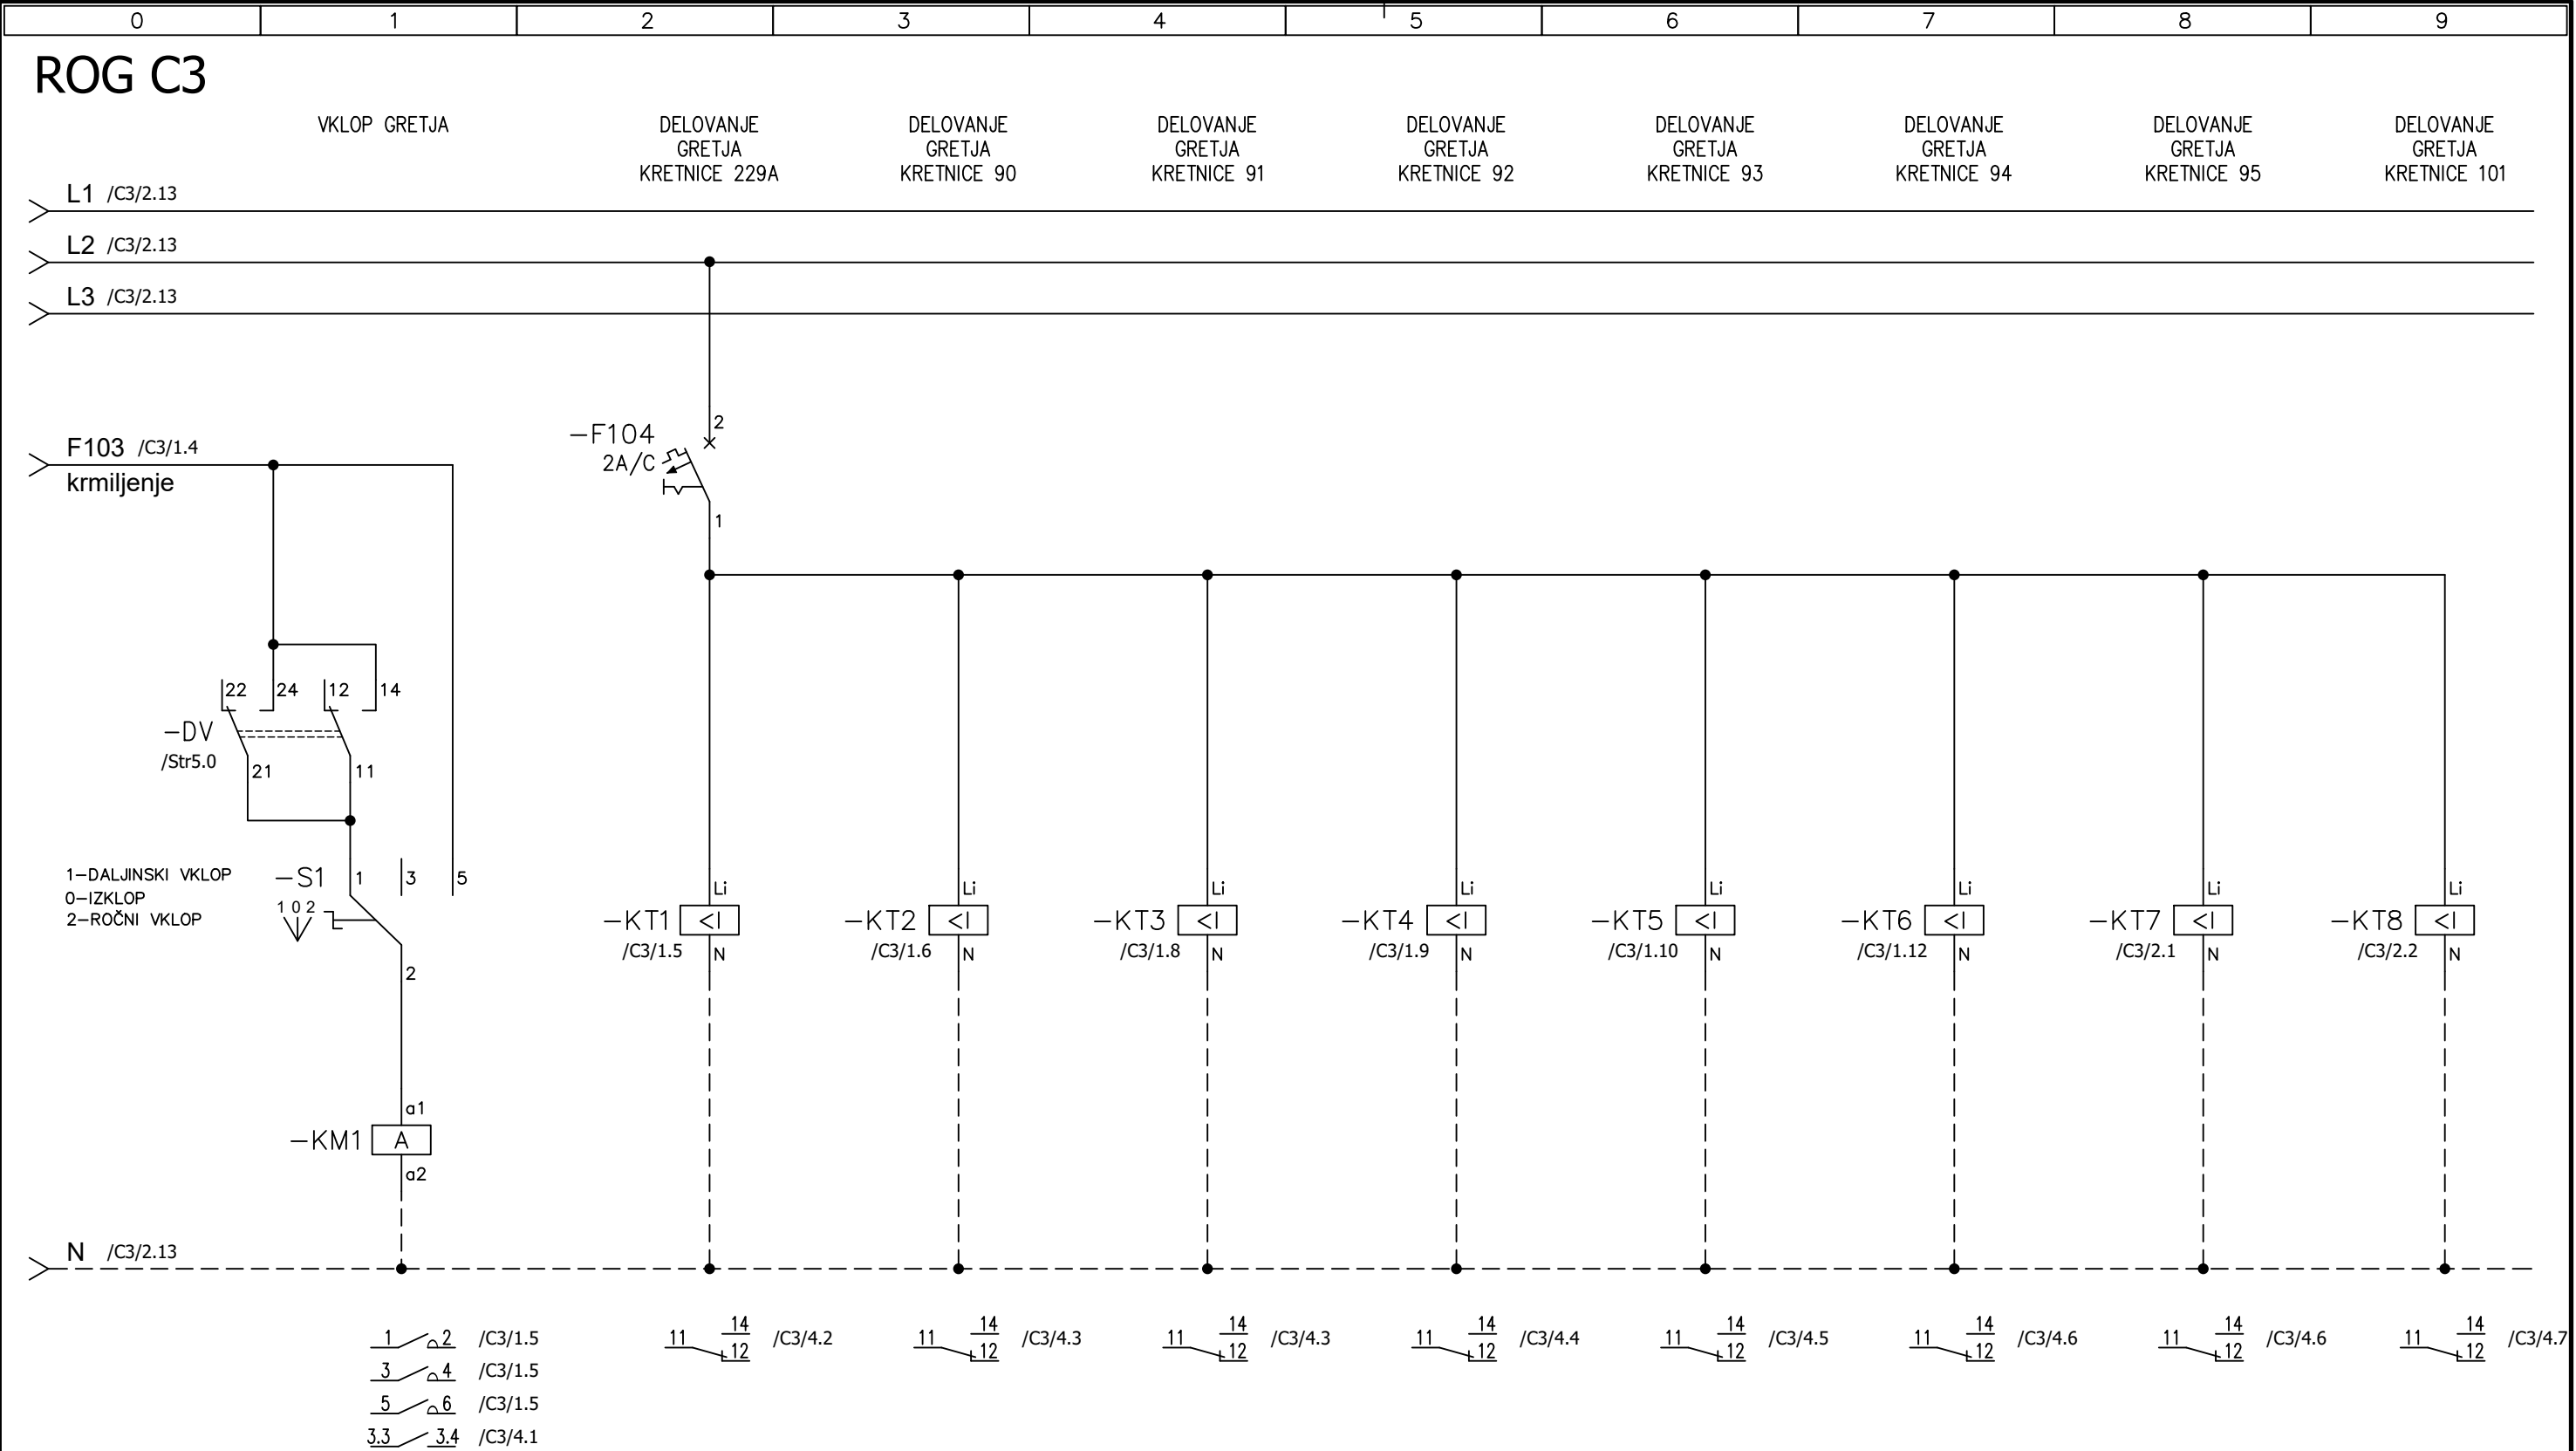 0 1 2 3 4 5 6 7 8 9
ROG C3
VKLOP GRETJA
DELOVANJE
GRETJA
KRETNICE 229A
DELOVANJE
GRETJA
KRETNICE 90
DELOVANJE
GRETJA
KRETNICE 91
DELOVANJE
GRETJA
KRETNICE 92
DELOVANJE
GRETJA
KRETNICE 93
DELOVANJE
GRETJA
KRETNICE 94
DELOVANJE
GRETJA
KRETNICE 95
DELOVANJE
GRETJA
KRETNICE 101
L1 /C3/2.13
L2 /C3/2.13
L3 /C3/2.13
F103 /C3/1.4
krmiljenje
2
-F104
2A/C
1
22 24 12 14
-DV
/Str5.0
21 11
1-DALJINSKI VKLOP
0-IZKLOP
2-ROČNI VKLOP
-S1 1 3 5
1 0 2
2
Li
-KT1 <I
/C3/1.5 N
Li
-KT2 <I
/C3/1.6 N
Li
-KT3 <I
/C3/1.8 N
Li
-KT4 <I
/C3/1.9 N
Li
-KT5 <I
/C3/1.10 N
Li
-KT6 <I
/C3/1.12 N
Li
-KT7 <I
/C3/2.1 N
Li
-KT8 <I
/C3/2.2 N
a1
-KM1 A
a2
N /C3/2.13
1 2 /C3/1.5
3 4 /C3/1.5
5 6 /C3/1.5
3.3 3.4 /C3/4.1
14
11 /C3/4.2
12
14
11 /C3/4.3
12
14
11 /C3/4.3
12
14
11 /C3/4.4
12
14
11 /C3/4.5
12
14
11 /C3/4.6
12
14
11 /C3/4.6
12
14
11 /C3/4.7
12